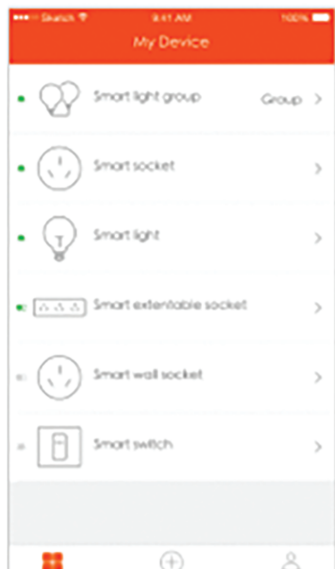 Sketch 9:41 AM 100%
My Device
Smart light group Group
Smart socket
Smart light
Smart extentable socket
Smart wall socket
Smart switch